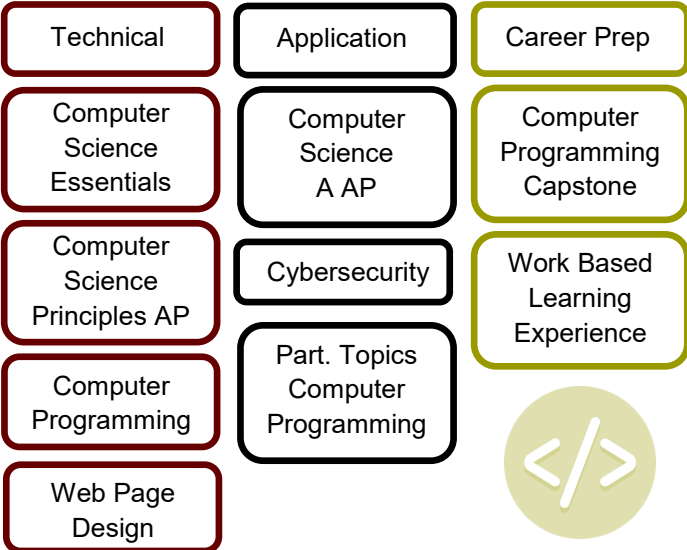 Technical
Computer
Science
Essentials
Computer
Science
Principles AP
Computer
Programming
Web Page
Design
Application
Computer
Science
A AP
Cybersecurity
Part. Topics
Computer
Programming
Career Prep
Computer
Programming
Capstone
Work Based
Learning
Experience
</>